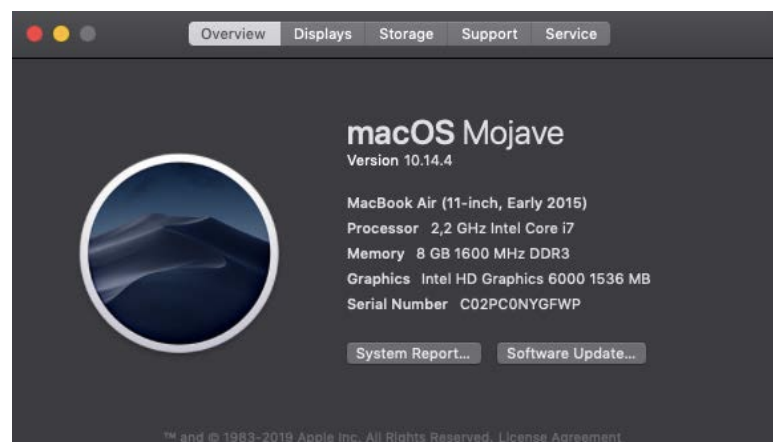 Overview Displays Storage Support Service
macOS Mojave
Version 10.14.4
MacBook Air (11-inch, Early 2015)
Processor 2,2 GHz Intel Core i7
Memory 8 GB 1600 MHz DDR3
Graphics Intel HD Graphics 6000 1536 MB
Serial Number C02PC0NYGFWP
System Report... Software Update...
™ and © 1983-2019 Apple Inc. All Rights Reserved. License Agreement